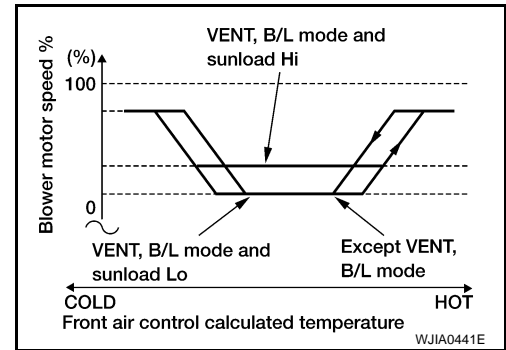 VENT, B/L mode and
sunload Hi
Blower motor speed %
(%)
100
0
VENT, B/L mode and
sunload Lo
Except VENT,
B/L mode
COLD
HOT
Front air control calculated temperature
WJIA0441E